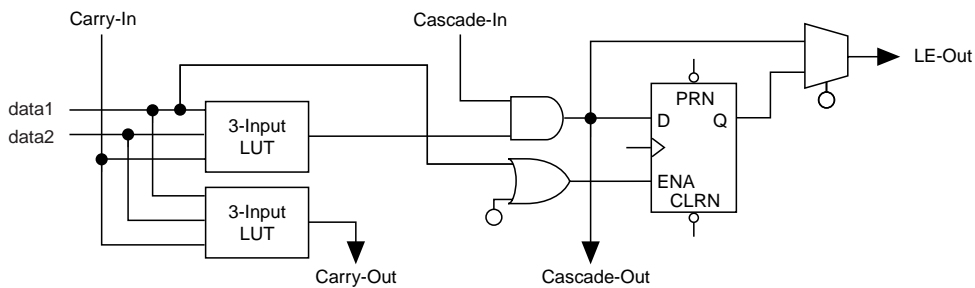 Carry-In
Cascade-In
LE-Out
data1
data2
3-Input
LUT
PRN
D
Q
ENA
CLRN
3-Input
LUT
Carry-Out
Cascade-Out